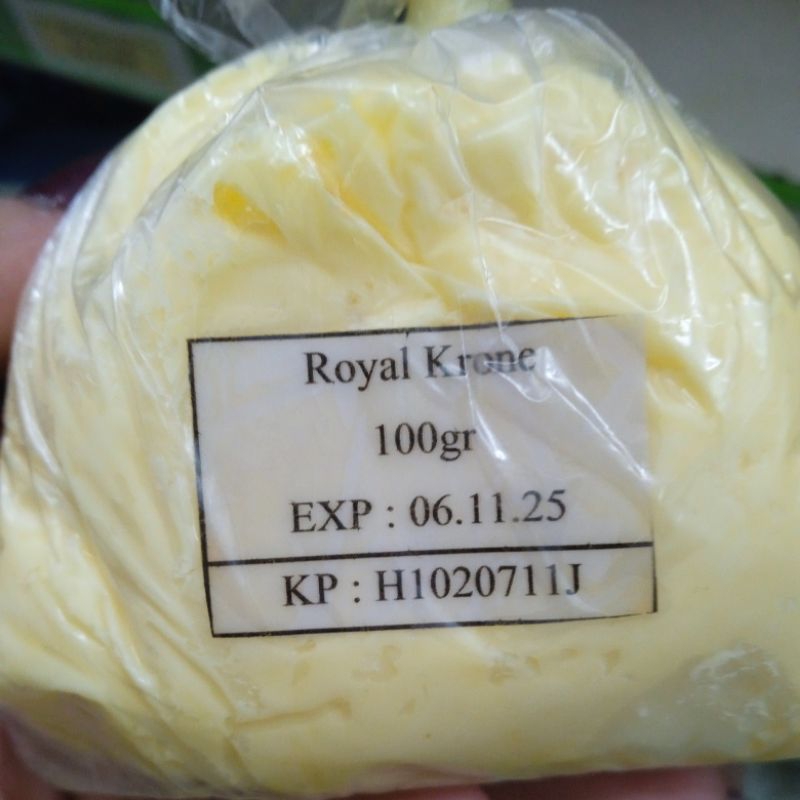 Royal Krone
100gr
EXP : 06.11.25
KP : H1020711J